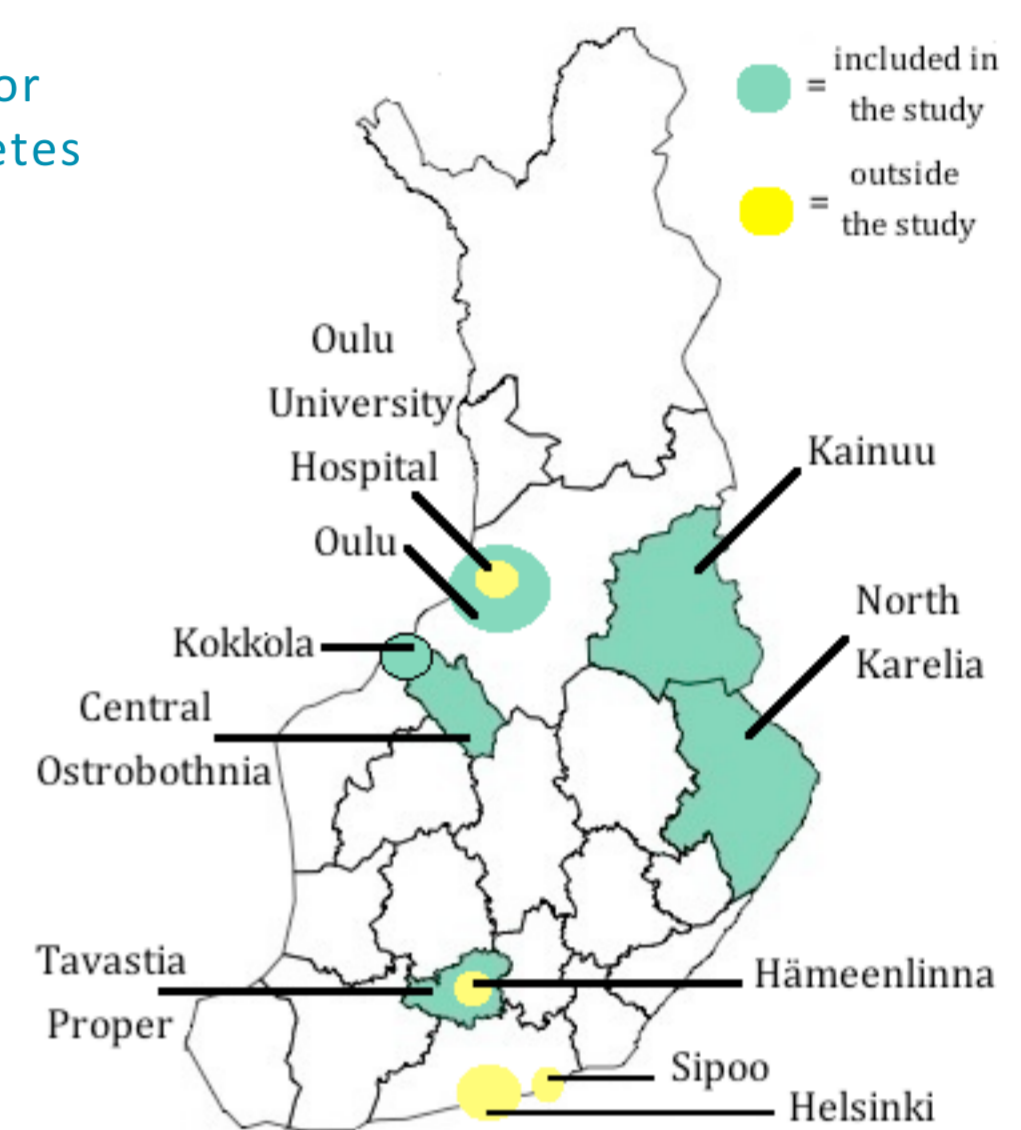 or
etes
= included in
the study
= outside
the study
Oulu
University
Hospital
Oulu
Kokkola
Central
Ostrobothnia
Kainuu
North
Karelia
Tavastia
Proper
Hämeenlinna
Sipoo
Helsinki